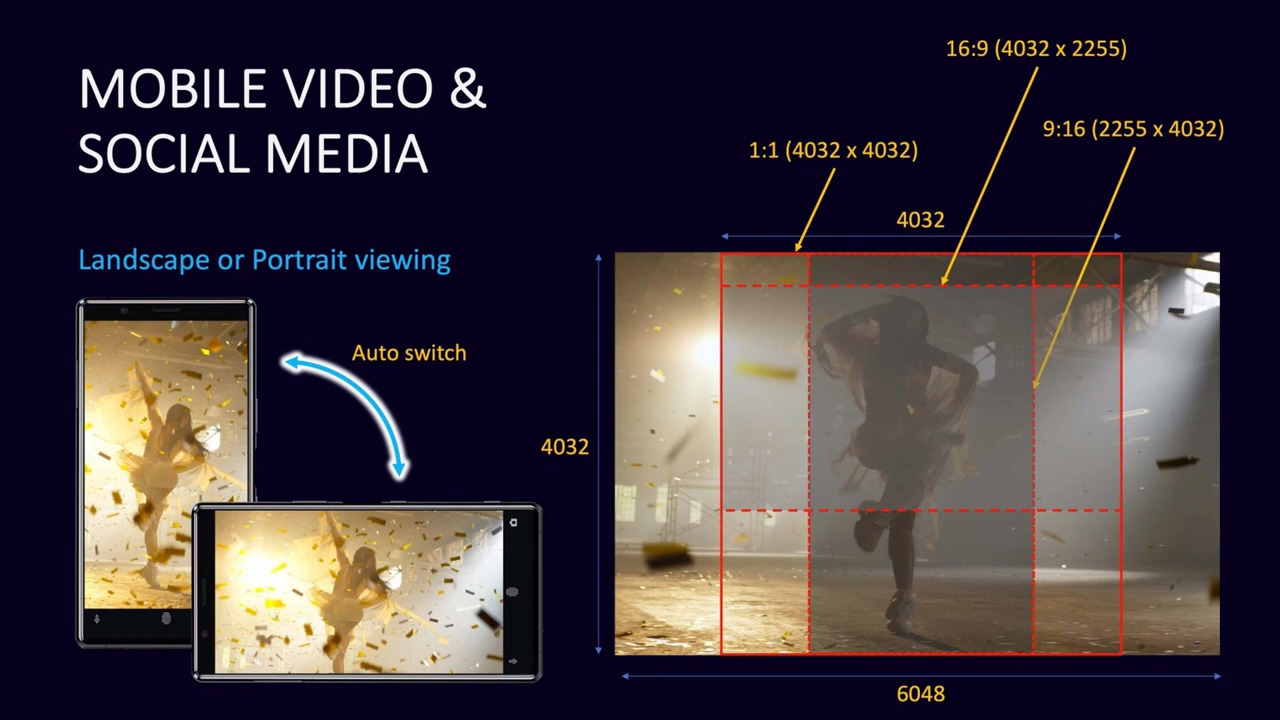 MOBILE VIDEO &
SOCIAL MEDIA
Landscape or Portrait viewing
Auto switch
16:9 (4032 x 2255)
9:16 (2255 x 4032)
1:1 (4032 x 4032)
4032
4032
6048